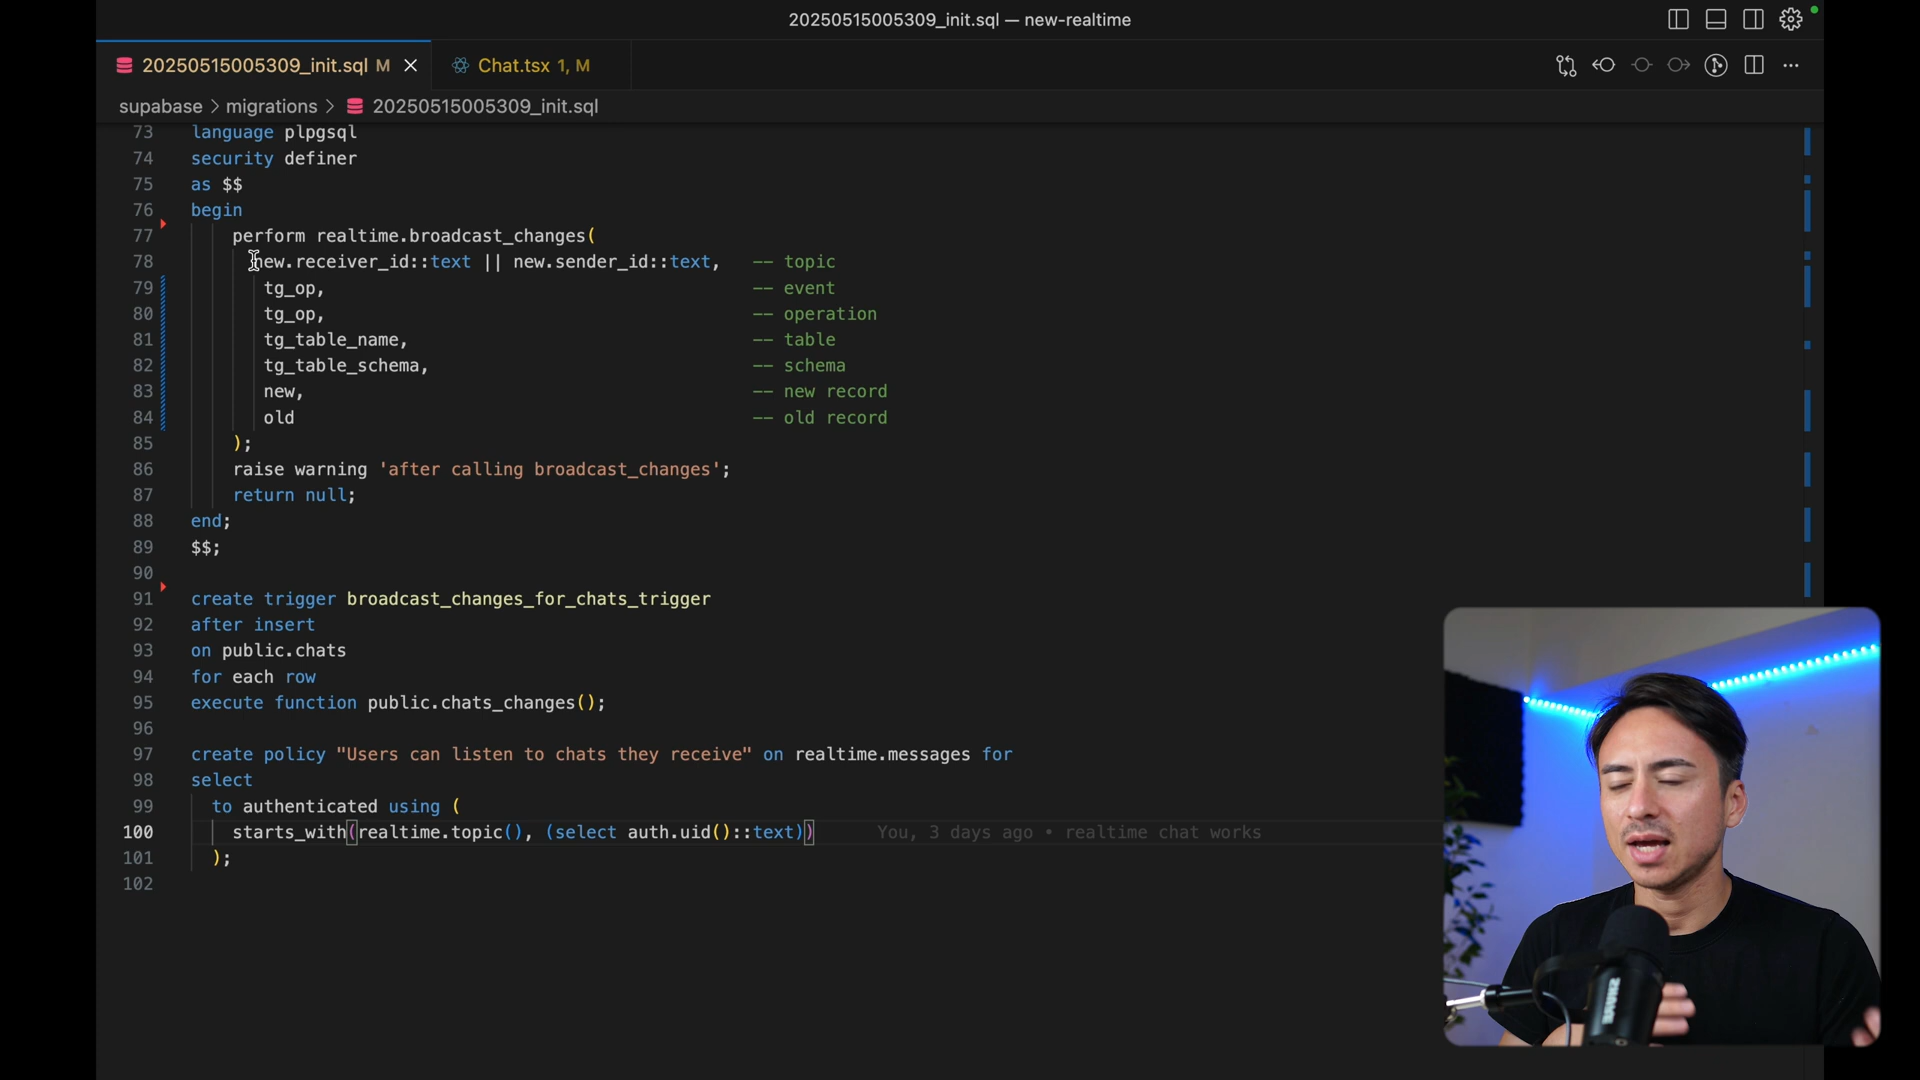 20250515005309_init.sql — new-realtime
20250515005309_init.sql M
Chat.tsx 1, M
supabase > migrations > 20250515005309_init.sql
73 language plpgsql
74 security definer
75 as $$
76 begin
77 perform realtime.broadcast_changes(
78 new.receiver_id::text || new.sender_id::text, -- topic
79 tg_op, -- event
80 tg_op, -- operation
81 tg_table_name, -- table
82 tg_table_schema, -- schema
83 new, -- new record
84 old -- old record
85 );
86 raise warning 'after calling broadcast_changes';
87 return null;
88 end;
89 $$;
90
91 create trigger broadcast_changes_for_chats_trigger
92 after insert
93 on public.chats
94 for each row
95 execute function public.chats_changes();
96
97 create policy "Users can listen to chats they receive" on realtime.messages for
98 select
99 to authenticated using (
100 starts_with(realtime.topic(), (select auth.uid()::text)) You, 3 days ago • realtime chat works
101 );
102
SHURE